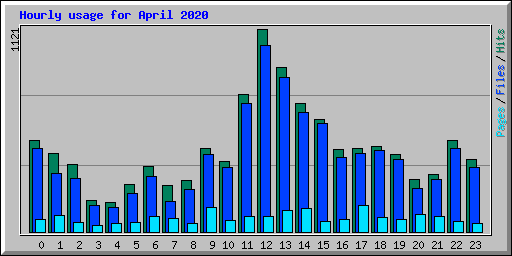 Hourly usage for April 2020
1121
Pages/Files/Hits
0 1 2 3 4 5 6 7 8 9 10 11 12 13 14 15 16 17 18 19 20 21 22 23